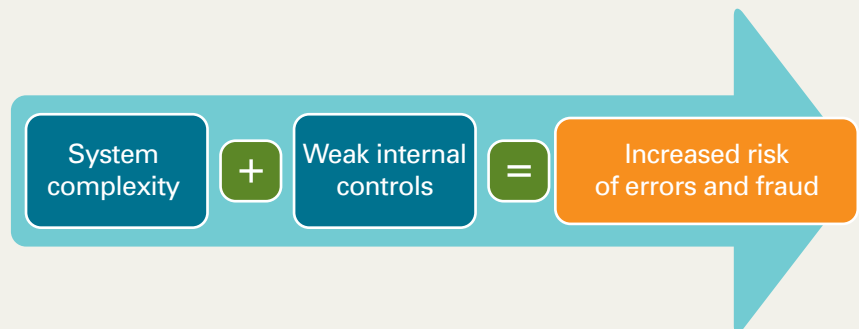 System
complexity
+
Weak internal
controls
=
Increased risk
of errors and fraud